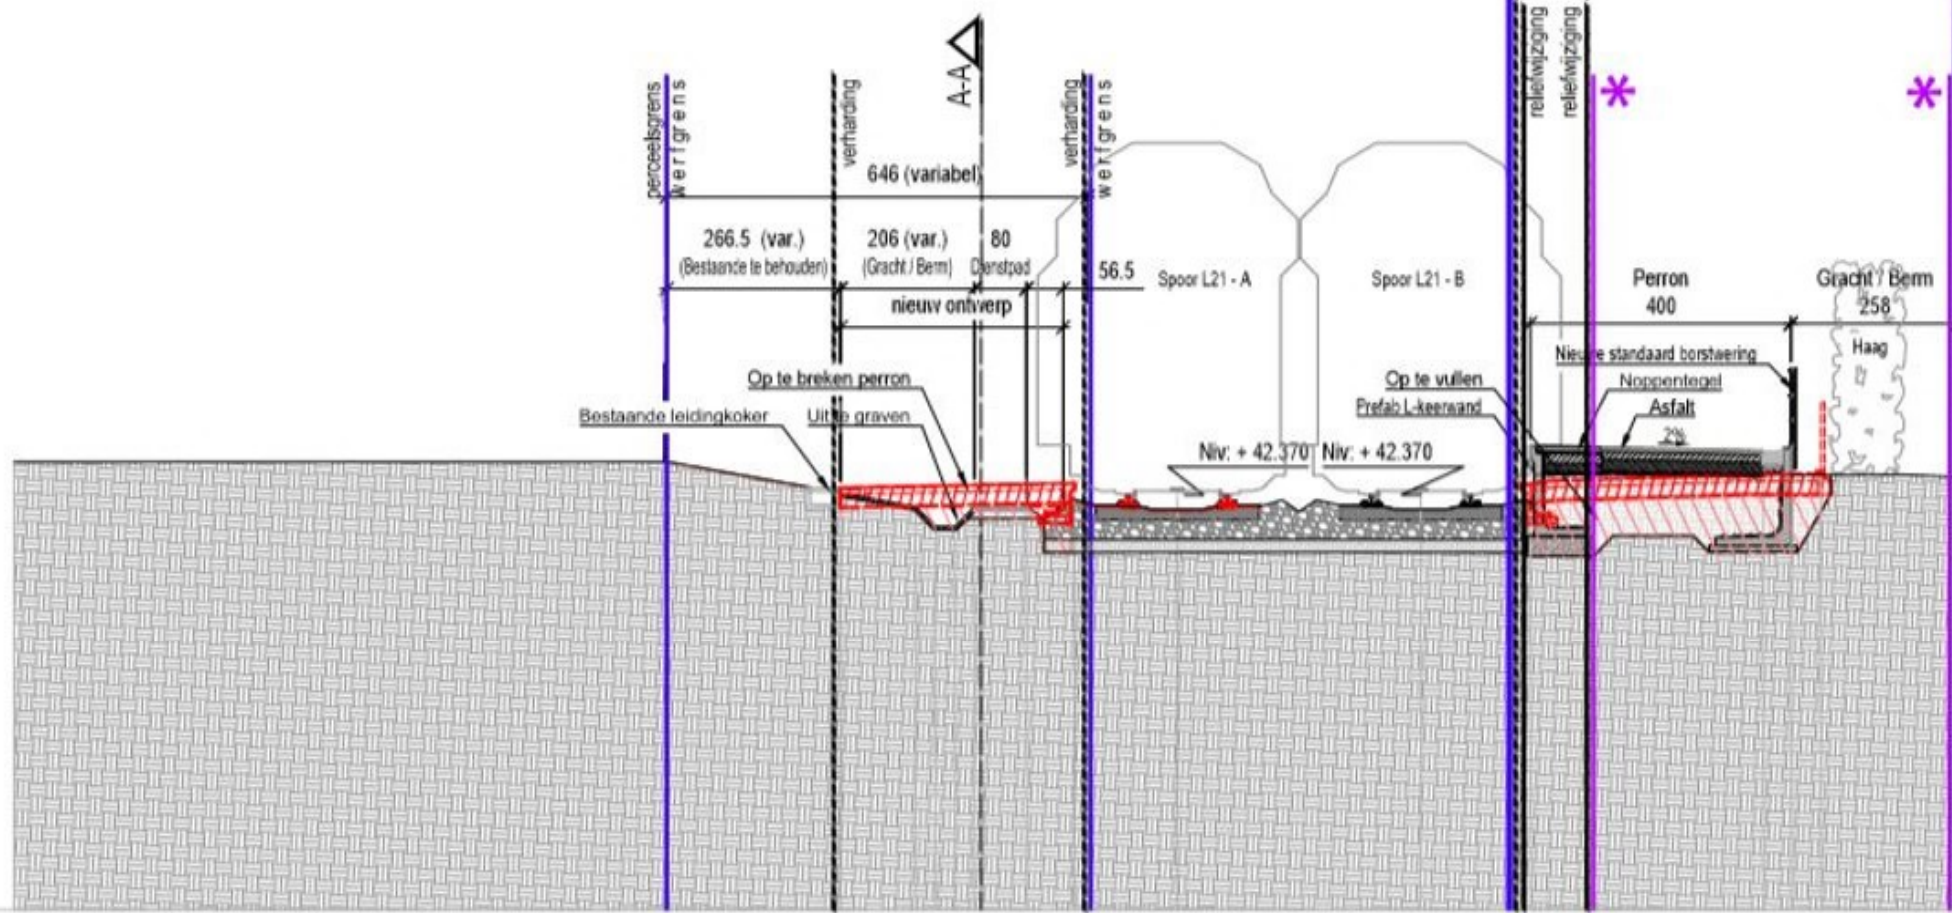 perceelsgrens
werfgrens
verharding
A-A
verharding
werfgrens
reliëfwijziging
reliëfwijziging
*
*
646 (variabel)
266.5 (var.)
(Bestaande te behouden)
206 (var.)
(Gracht / Berm)
80
Dienstpad
56.5
nieuw ontwerp
Spoor L21 - A
Spoor L21 - B
Perron
400
Gracht / Berm
258
Haag
Nieuwe standaard borstwering
Op te breken perron
Op te vullen
Noppentegel
Bestaande leidingkoker
Uit te graven
Prefab L-keerwand
Asfalt
2%
Niv: + 42.370
Niv: + 42.370